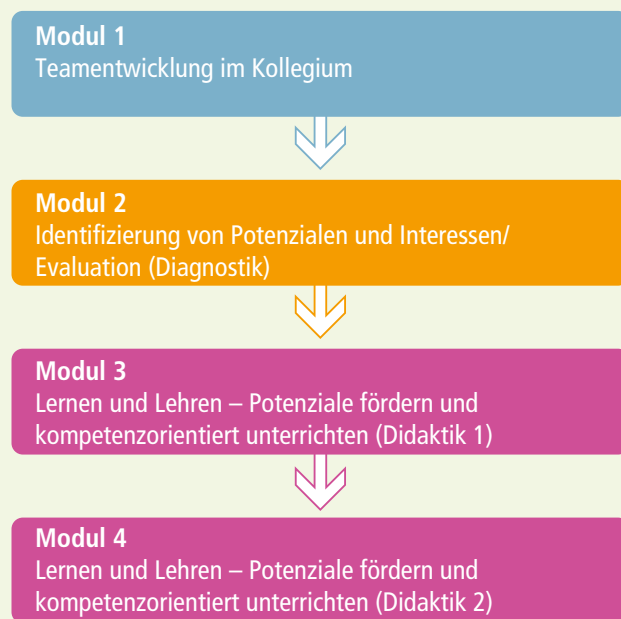 Modul 1
Teamentwicklung im Kollegium
Modul 2
Identifizierung von Potenzialen und Interessen/
Evaluation (Diagnostik)
Modul 3
Lernen und Lehren – Potenziale fördern und
kompetenzorientiert unterrichten (Didaktik 1)
Modul 4
Lernen und Lehren – Potenziale fördern und
kompetenzorientiert unterrichten (Didaktik 2)